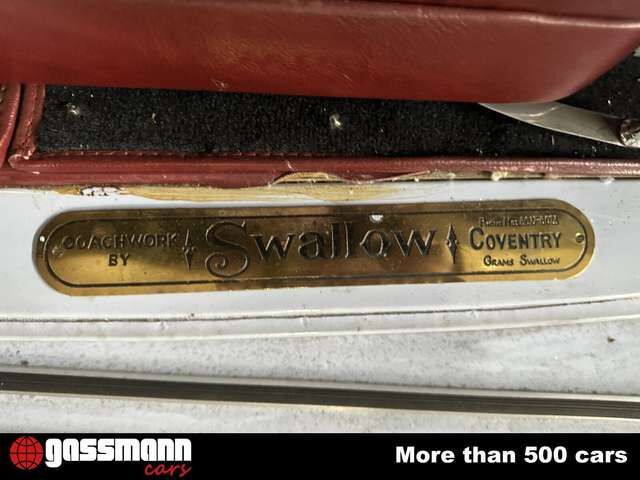 COACHWORK
BY
Swallow
COVENTRY
GRAMS SWALLOW
gassmann
cars
More than 500 cars